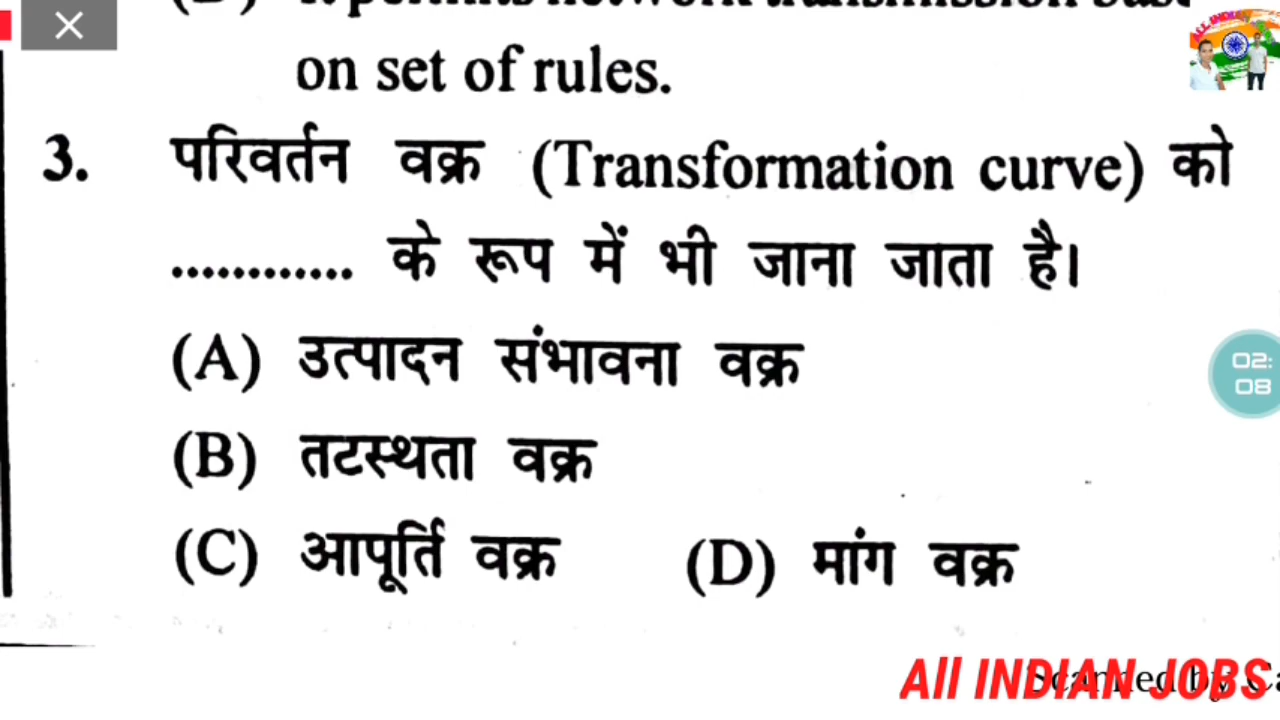 on set of rules.
3. परिवर्तन वक्र (Transformation curve) को
............ के रूप में भी जाना जाता है।
(A) उत्पादन संभावना वक्र
(B) तटस्थता वक्र
(C) आपूर्ति वक्र (D) मांग वक्र
02:
08
All INDIAN JOBS